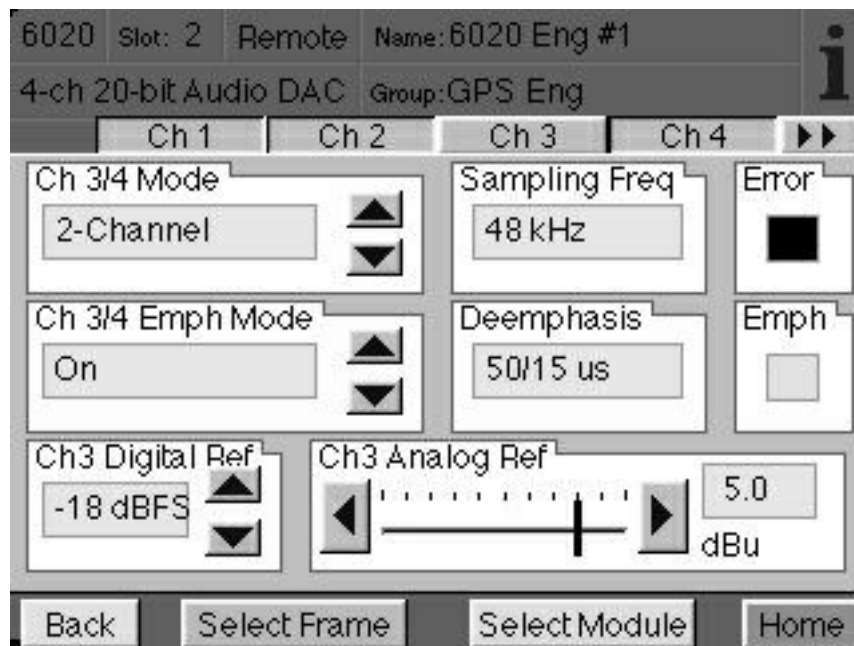 6020 Slot: 2 Remote Name: 6020 Eng #1
4-ch 20-bit Audio DAC Group: GPS Eng
i
Ch 1 Ch 2 Ch 3 Ch 4
Ch 3/4 Mode Sampling Freq Error
2-Channel 48 kHz
Ch 3/4 Emph Mode Deemphasis Emph
On 50/15 us
Ch3 Digital Ref Ch3 Analog Ref
-18 dBFS 5.0
dBu
Back Select Frame Select Module Home